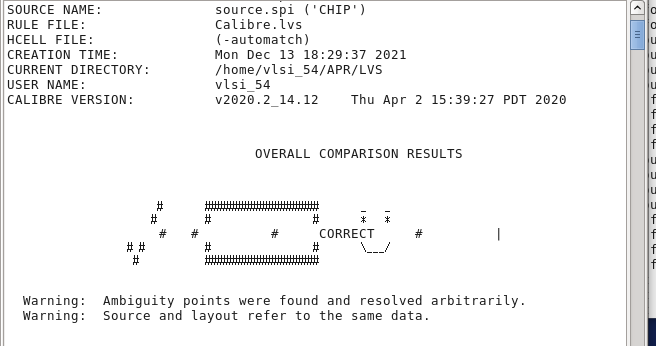 SOURCE NAME: source.spi ('CHIP')
RULE FILE: Calibre.lvs
HCELL FILE: (-automatch)
CREATION TIME: Mon Dec 13 18:29:37 2021
CURRENT DIRECTORY: /home/vlsi_54/APR/LVS
USER NAME: vlsi_54
CALIBRE VERSION: v2020.2_14.12 Thu Apr 2 15:39:27 PDT 2020
OVERALL COMPARISON RESULTS
# ##################### _ _
# # # * *
# # # CORRECT # |
# # # # \___/
# #####################
Warning: Ambiguity points were found and resolved arbitrarily.
Warning: Source and layout refer to the same data.